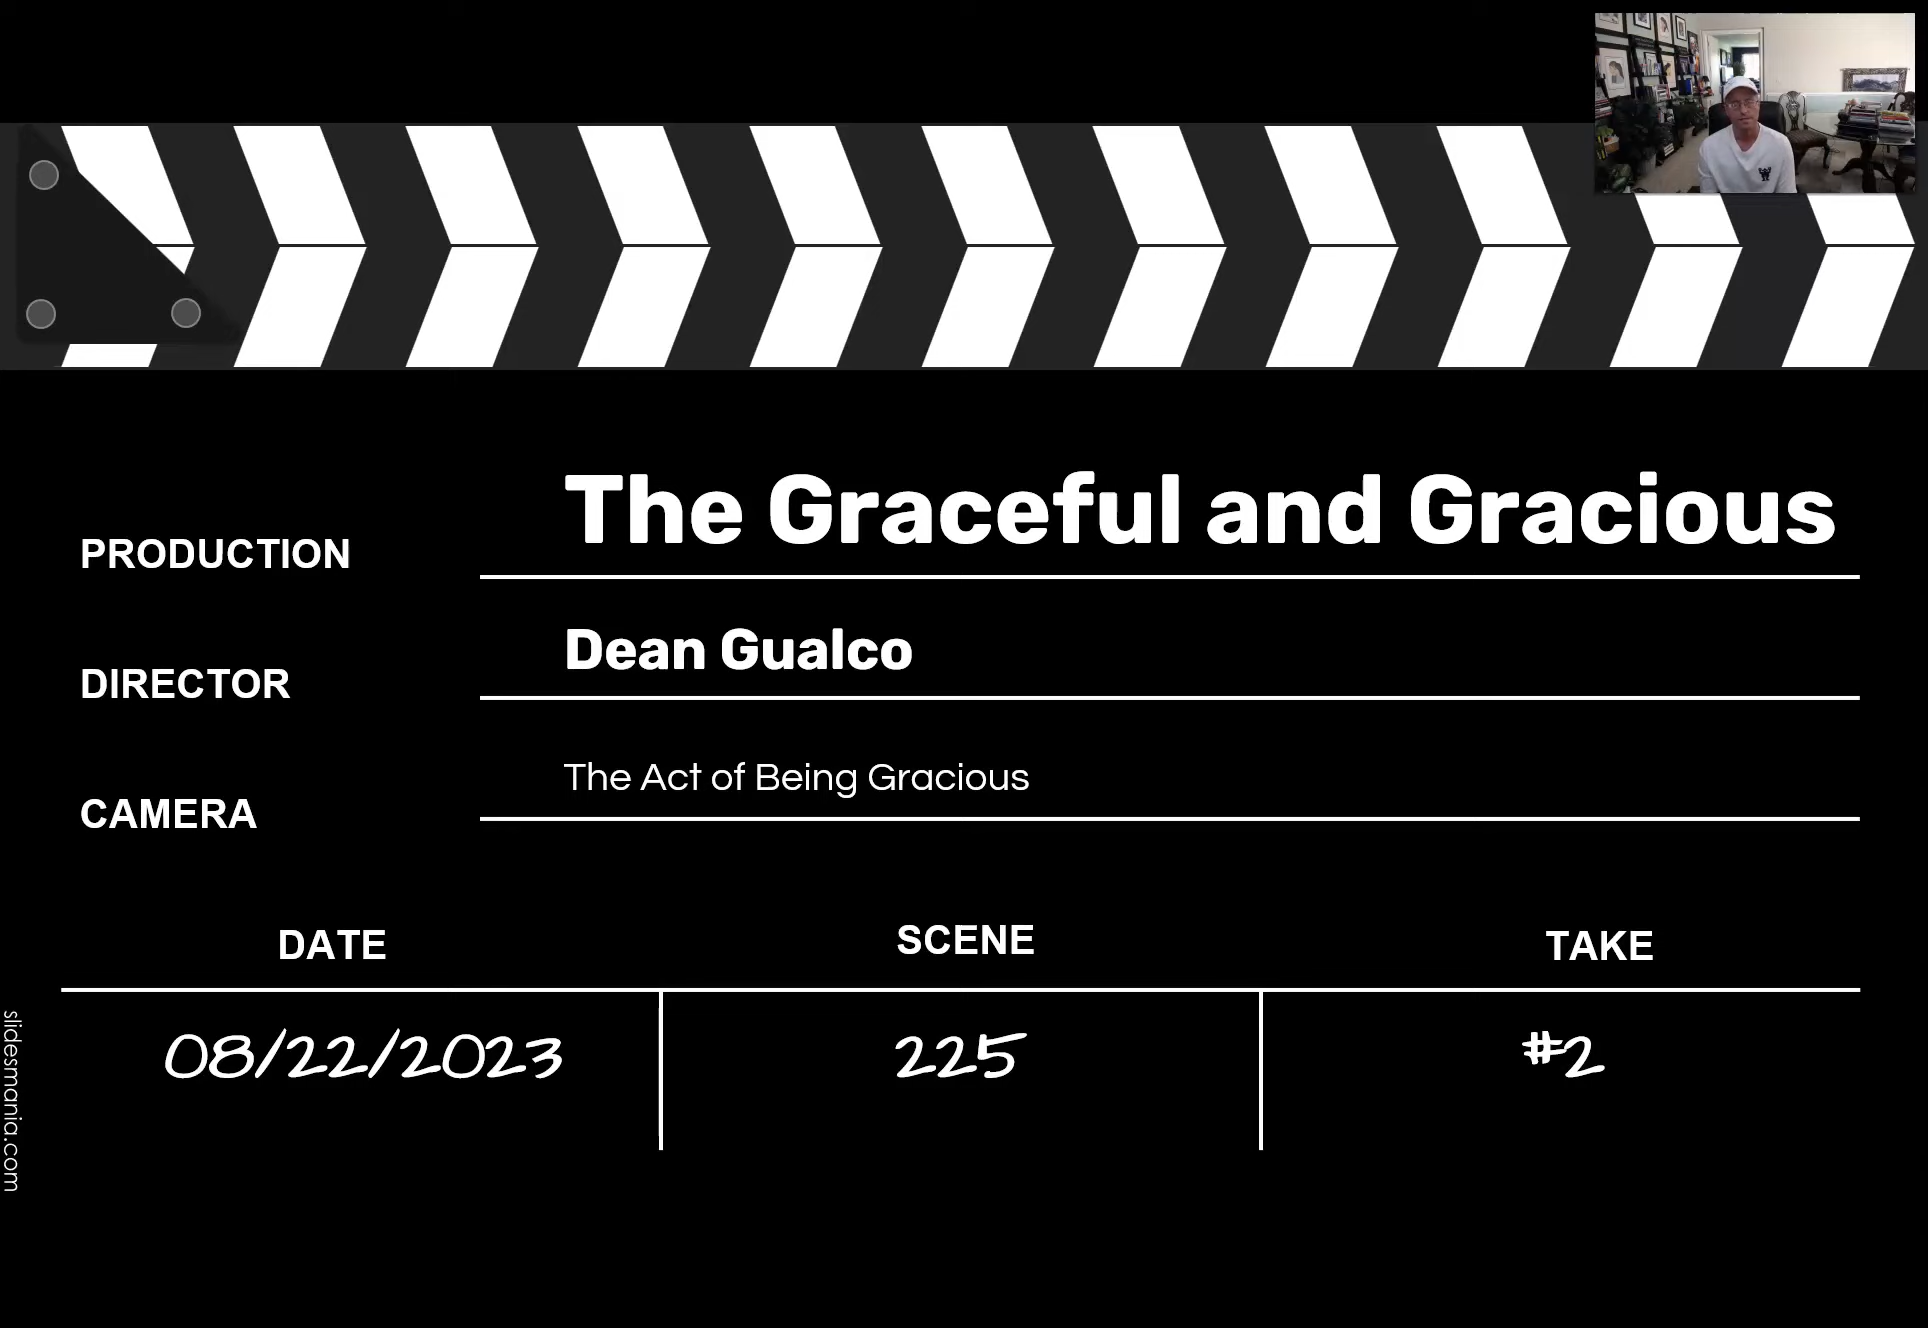 The Graceful and Gracious
PRODUCTION
Dean Gualco
DIRECTOR
The Act of Being Gracious
CAMERA
DATE
SCENE
TAKE
08/22/2023
225
#2
slidesmania.com